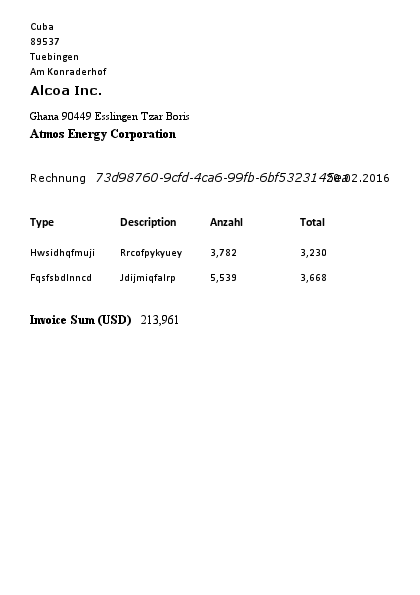 Cuba
89537
Tuebingen
Am Konraderhof
Alcoa Inc.
Ghana 90449 Esslingen Tzar Boris
Atmos Energy Corporation
Rechnung 73d98760-9cfd-4ca6-99fb-6bf5323145ea 20.02.2016
Type Description Anzahl Total
Hwsidhqfmuji Rrcofpykyuey 3,782 3,230
Fqsfsbdlnncd Jdijmiqfalrp 5,539 3,668
Invoice Sum (USD) 213,961